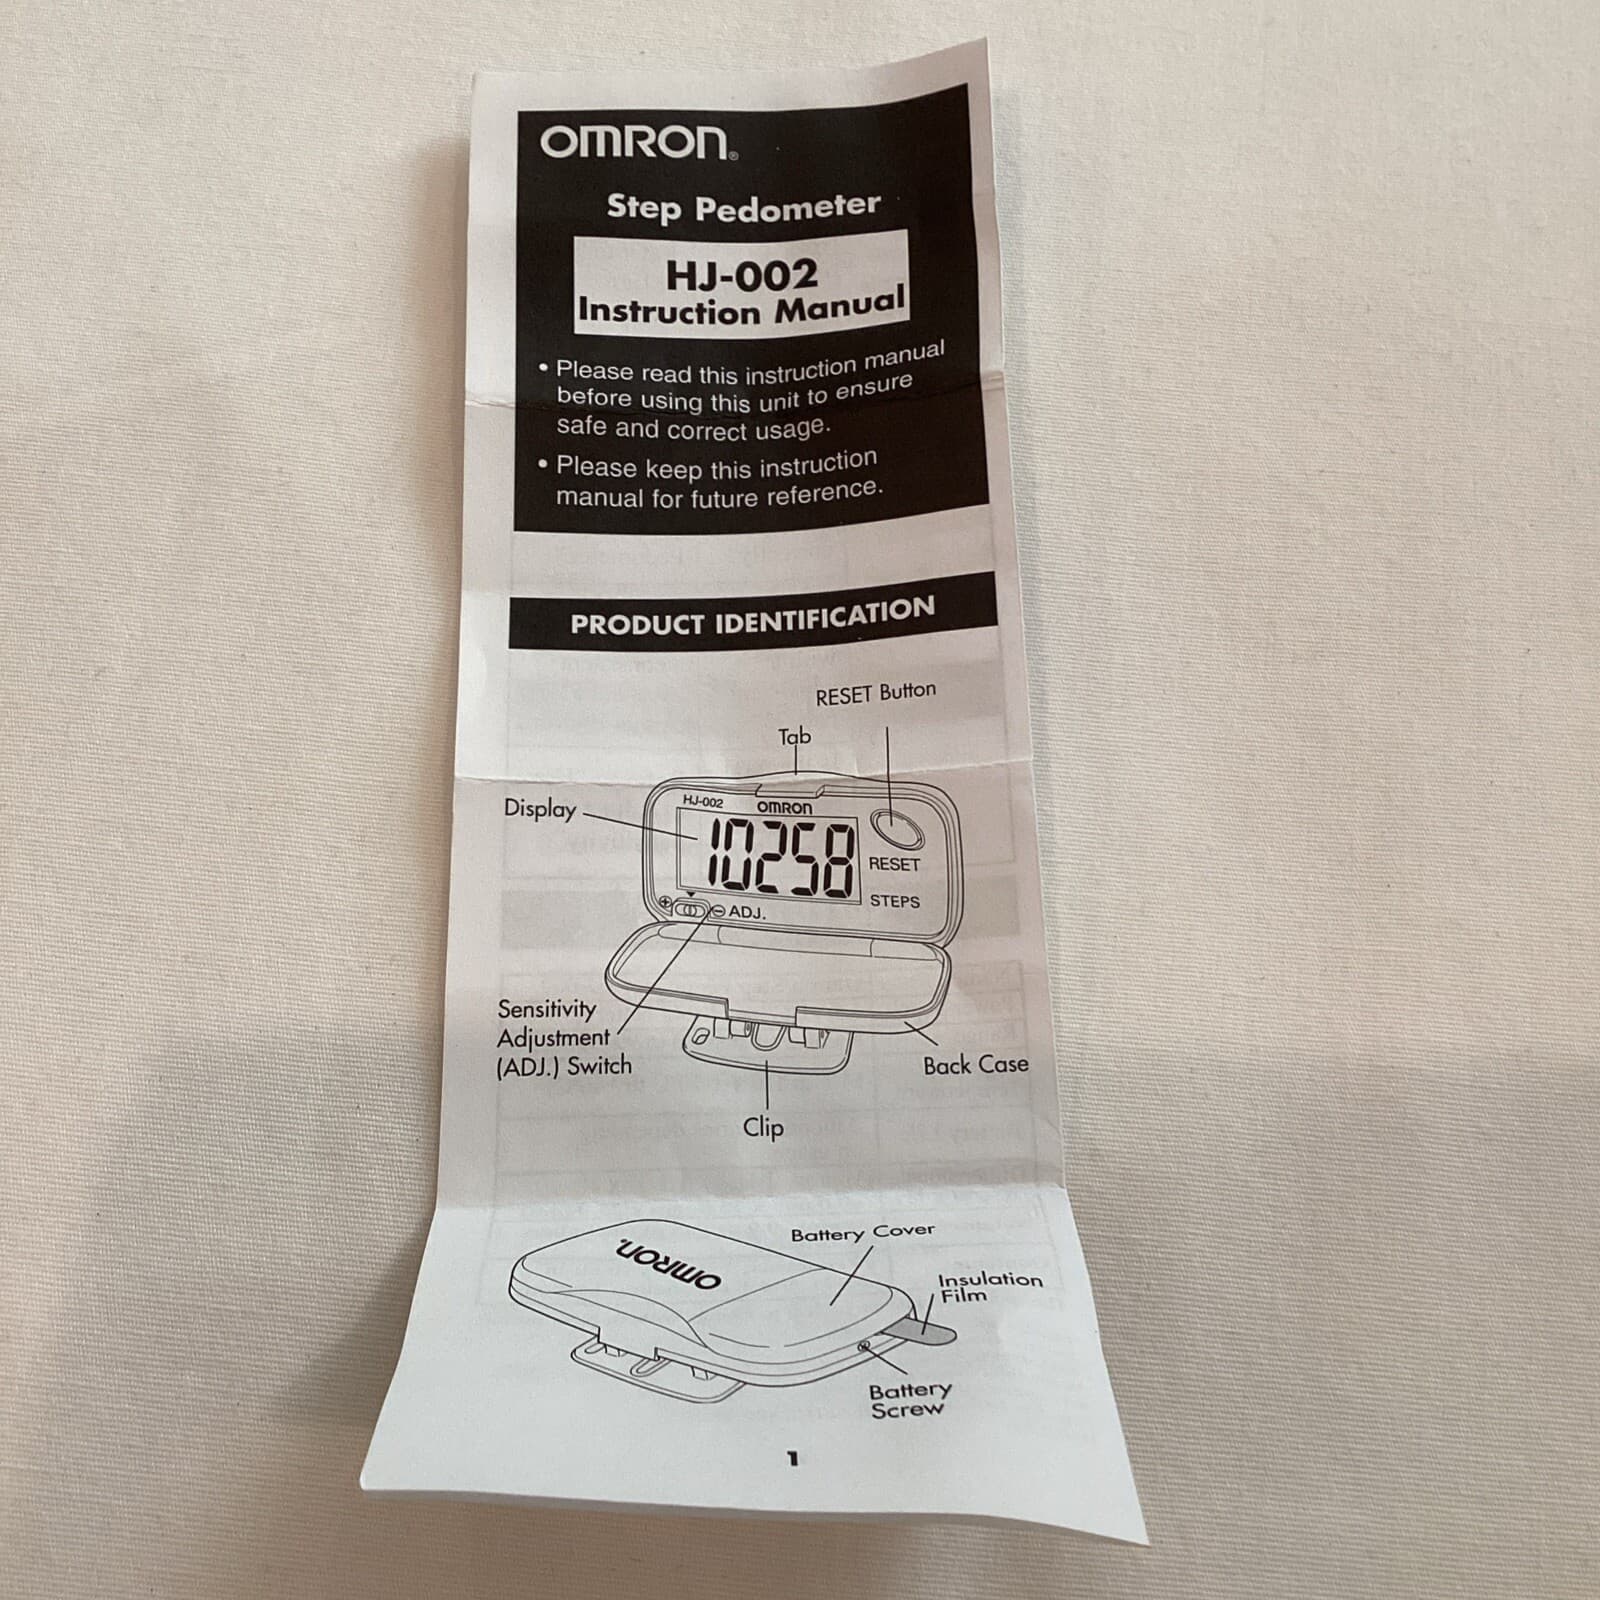 OMRON®
Step Pedometer
HJ-002
Instruction Manual
• Please read this instruction manual
before using this unit to ensure
safe and correct usage.
• Please keep this instruction
manual for future reference.
PRODUCT IDENTIFICATION
RESET Button
Tab
Display
HJ-002
OMRON
10258
RESET
STEPS
ADJ.
Sensitivity
Adjustment
(ADJ.) Switch
Back Case
Clip
OMRON.
Battery Cover
Insulation
Film
Battery
Screw
1